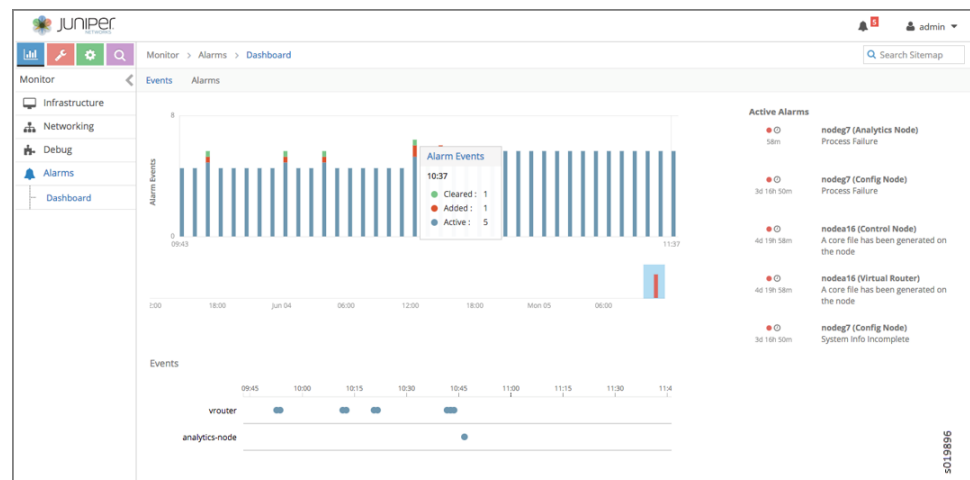 JUNIPer
NETWORKS
5
admin
Monitor > Alarms > Dashboard
Search Sitemap
Monitor
Infrastructure
Networking
Debug
Alarms
Dashboard
Events Alarms
8
Alarm Events
0
09:43
11:37
Alarm Events
10:37
Cleared : 1
Added : 1
Active : 5
18:00 Jun 04 06:00 12:00 18:00 Mon 05 06:00
Active Alarms
nodeg7 (Analytics Node)
58m Process Failure
nodeg7 (Config Node)
3d 16h 50m Process Failure
nodea16 (Control Node)
4d 19h 58m A core file has been generated on
the node
nodea16 (Virtual Router)
4d 19h 58m A core file has been generated on
the node
nodeg7 (Config Node)
3d 16h 50m System Info Incomplete
Events
09:45 10:00 10:15 10:30 10:45 11:00 11:15 11:30 11:4
vrouter
analytics-node
s019896